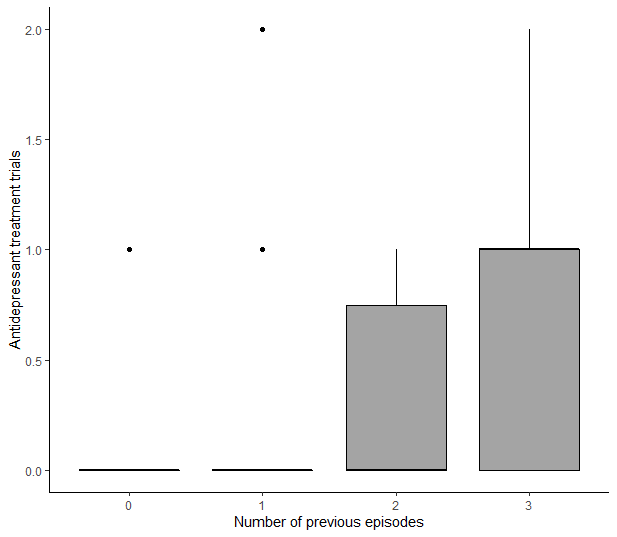 2.0
1.5
1.0
0.5
0.0
Antidepressant treatment trials
0 1 2 3
Number of previous episodes